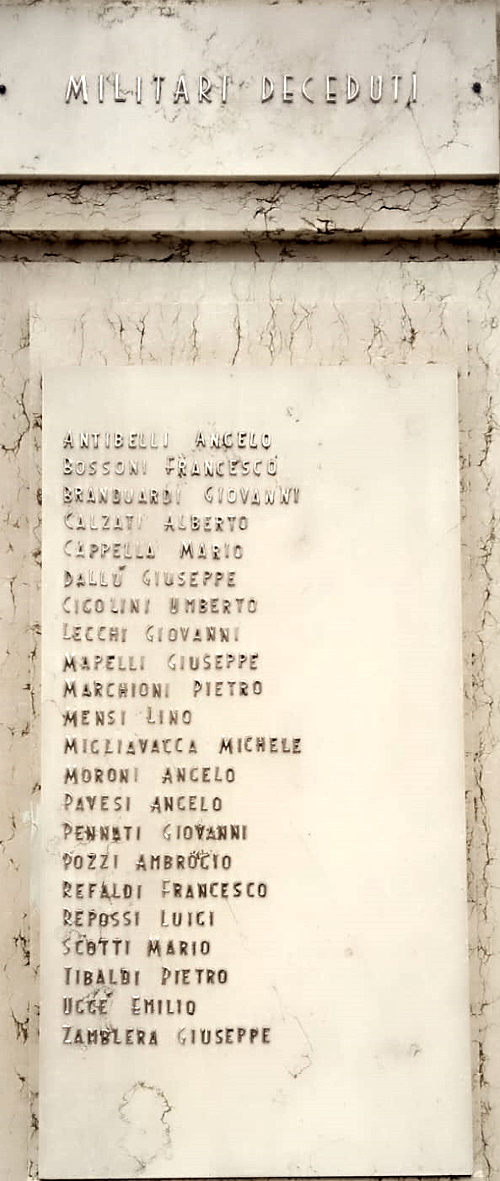 MILITARI DECEDUTI
ANTIBELLI ANGELO
BOSSONI FRANCESCO
BRANDUARDI GIOVANNI
CALZATI ALBERTO
CAPPELLA MARIO
DALLÙ GIUSEPPE
CIGOLINI UMBERTO
LECCHI GIOVANNI
MAPELLI GIUSEPPE
MARCHIONI PIETRO
MENSI LINO
MIGLIAVACCA MICHELE
MORONI ANGELO
PAVESI ANGELO
PENNATI GIOVANNI
POZZI AMBROGIO
REFALDI FRANCESCO
REPOSSI LUIGI
SCOTTI MARIO
TIBALDI PIETRO
UGGÈ EMILIO
ZAMBLERA GIUSEPPE